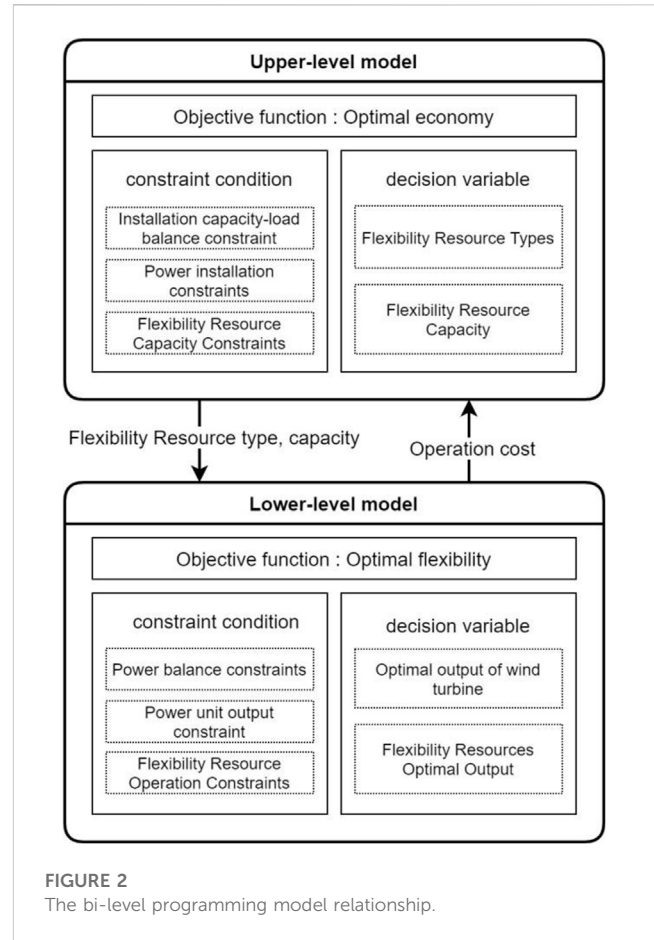 Upper-level model
Objective function : Optimal economy
constraint condition
Installation capacity-load
balance constraint
Power installation
constraints
Flexibility Resource
Capacity Constraints
decision variable
Flexibility Resource Types
Flexibility Resource
Capacity
Flexibility Resource type, capacity
Operation cost
Lower-level model
Objective function : Optimal flexibility
constraint condition
Power balance constraints
Power unit output
constraint
Flexibility Resource
Operation Constraints
decision variable
Optimal output of wind
turbine
Flexibility Resources
Optimal Output
FIGURE 2
The bi-level programming model relationship.